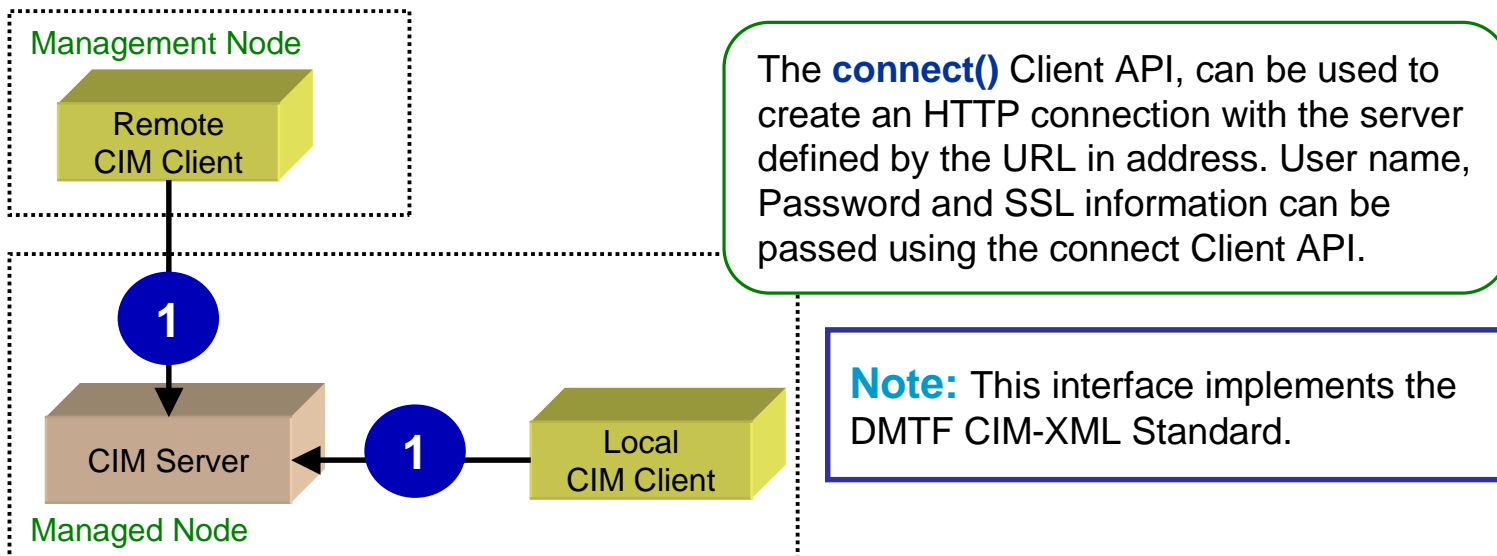 Management Node
Remote
CIM Client
1
CIM Server
1
Local
CIM Client
Managed Node
The connect() Client API, can be used to
create an HTTP connection with the server
defined by the URL in address. User name,
Password and SSL information can be
passed using the connect Client API.
Note: This interface implements the
DMTF CIM-XML Standard.